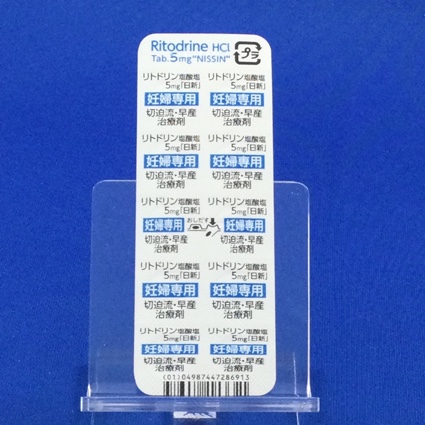 Ritodrine HCl
Tab. 5mg"NISSIN"
プラ
リトドリン塩酸塩 リトドリン塩酸塩
5mg「日新」 5mg「日新」
妊婦専用 妊婦専用
切迫流・早産 切迫流・早産
治療剤 治療剤
リトドリン塩酸塩 リトドリン塩酸塩
5mg「日新」 5mg「日新」
妊婦専用 妊婦専用
切迫流・早産 切迫流・早産
治療剤 治療剤
リトドリン塩酸塩 リトドリン塩酸塩
5mg「日新」 5mg「日新」
妊婦専用 おしだす 妊婦専用
切迫流・早産 切迫流・早産
治療剤 治療剤
リトドリン塩酸塩 リトドリン塩酸塩
5mg「日新」 5mg「日新」
妊婦専用 妊婦専用
切迫流・早産 切迫流・早産
治療剤 治療剤
リトドリン塩酸塩 リトドリン塩酸塩
5mg「日新」 5mg「日新」
妊婦専用 妊婦専用
切迫流・早産 切迫流・早産
治療剤 治療剤
(01)04987447286913